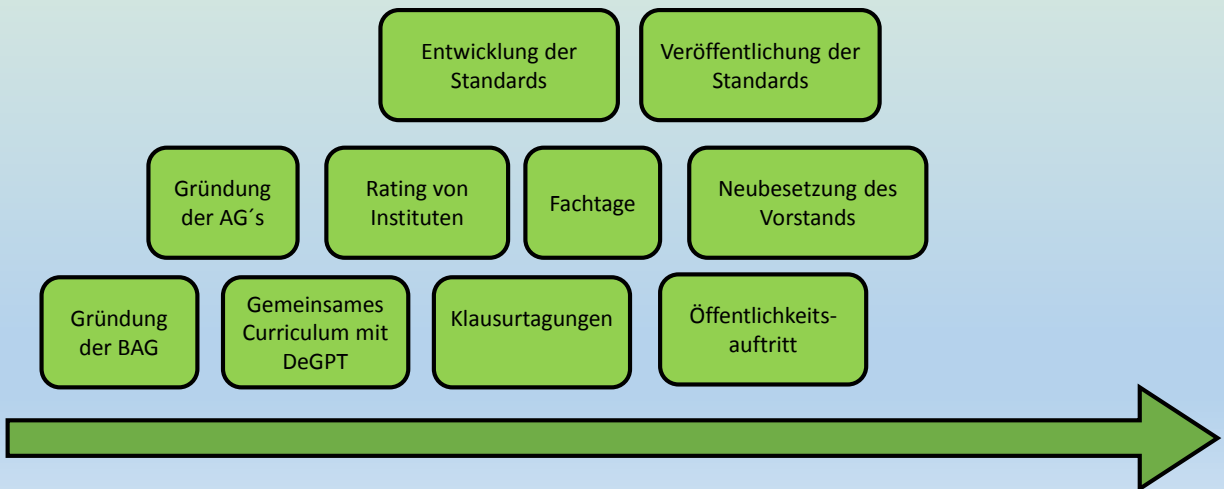 Entwicklung der
Standards
Veröffentlichung der
Standards
Gründung
der AG´s
Rating von
Instituten
Fachtage
Neubesetzung des
Vorstands
Gründung
der BAG
Gemeinsames
Curriculum mit
DeGPT
Klausurtagungen
Öffentlichkeits-
auftritt